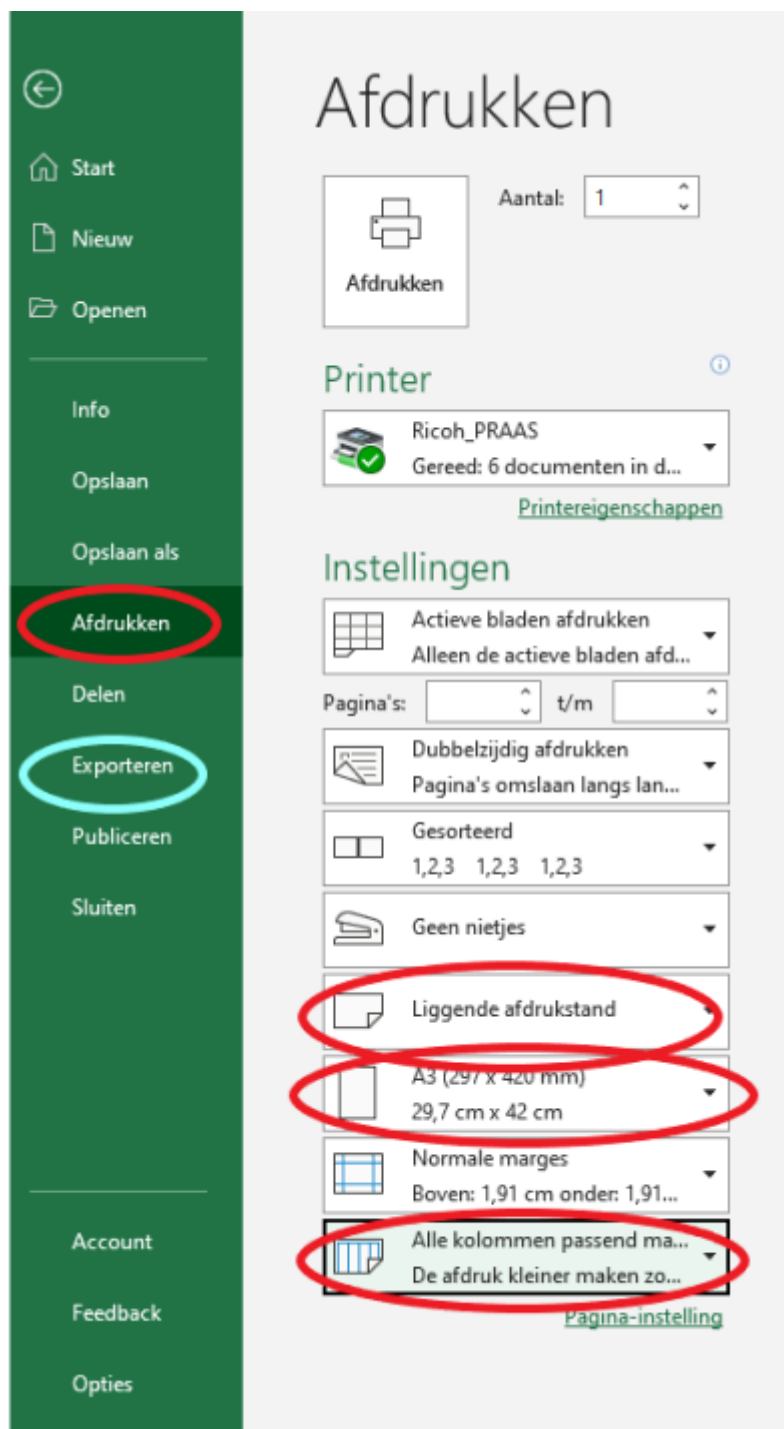 Start
Nieuw
Openen
Info
Opslaan
Opslaan als
Afdrukken
Delen
Exporteren
Publiceren
Sluiten
Account
Feedback
Opties
Afdrukken
Aantal: 1
Afdrukken
Printer
Ricoh_PRAAS
Gereed: 6 documenten in d...
Printereigenschappen
Instellingen
Actieve bladen afdrukken
Alleen de actieve bladen afd...
Pagina's: t/m
Dubbelzijdig afdrukken
Pagina's omslaan langs lan...
Gesorteerd
1,2,3 1,2,3 1,2,3
Geen nietjes
Liggende afdrukstand
A3 (297 x 420 mm)
29,7 cm x 42 cm
Normale marges
Boven: 1,91 cm onder: 1,91...
Alle kolommen passend ma...
De afdruk kleiner maken zo...
Pagina-instelling